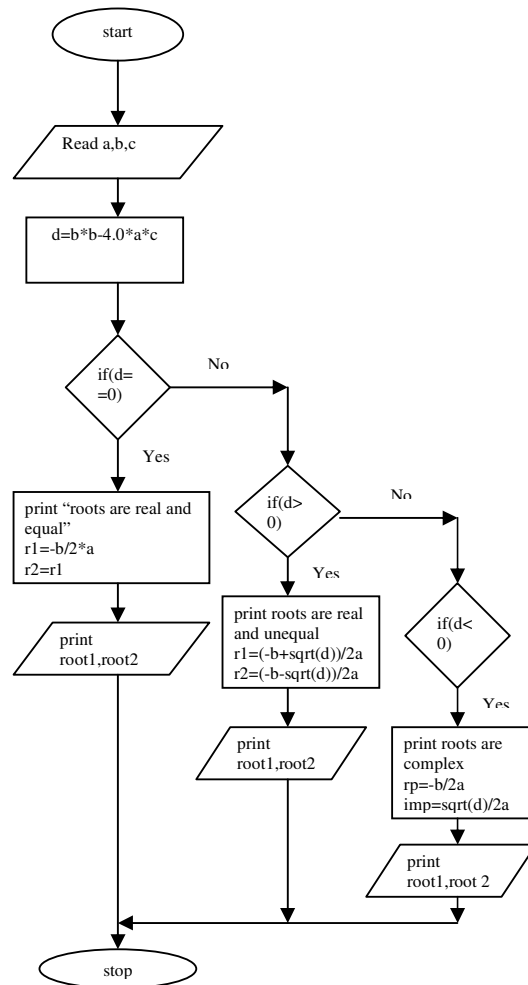 start
Read a,b,c
d=b*b-4.0*a*c
No
if(d=
=0)
Yes
print “roots are real and
equal”
r1=-b/2*a
r2=r1
print
root1,root2
No
if(d>
0)
Yes
print roots are real
and unequal
r1=(-b+sqrt(d))/2a
r2=(-b-sqrt(d))/2a
print
root1,root2
if(d<
0)
Yes
print roots are
complex
rp=-b/2a
imp=sqrt(d)/2a
print
root1,root 2
stop